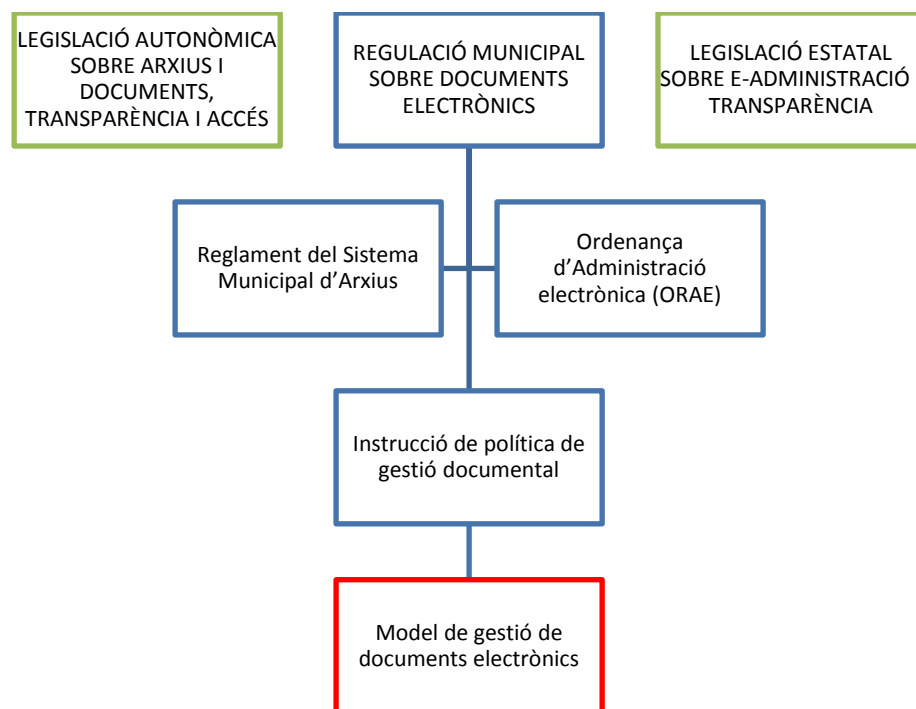 LEGISLACIÓ AUTONÒMICA
SOBRE ARXIUS I
DOCUMENTS,
TRANSPARÈNCIA I ACCÉS
REGULACIÓ MUNICIPAL
SOBRE DOCUMENTS
ELECTRÒNICS
LEGISLACIÓ ESTATAL
SOBRE E-ADMINISTRACIÓ
TRANSPARÈNCIA
Reglament del Sistema
Municipal d’Arxius
Ordenança
d’Administració
electrònica (ORAE)
Instrucció de política de
gestió documental
Model de gestió de
documents electrònics